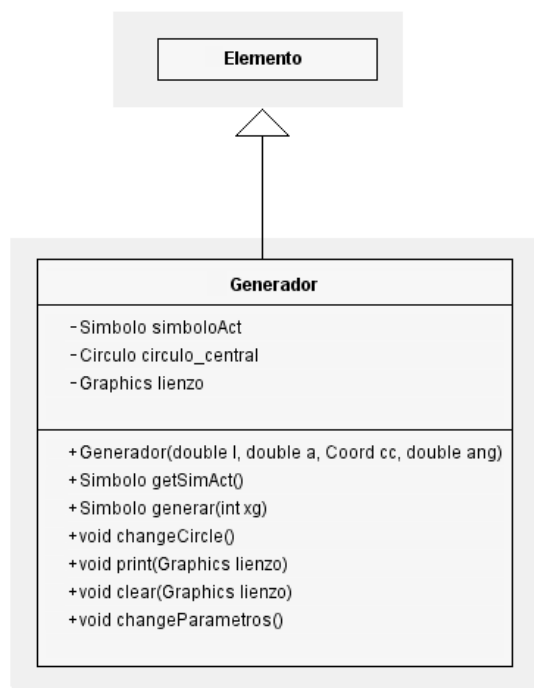 Elemento
Generador
-Simbolo simboloAct
-Circulo circulo_central
-Graphics lienzo
+Generador(double l, double a, Coord cc, double ang)
+Simbolo getSimAct()
+Simbolo generar(int xg)
+void changeCircle()
+void print(Graphics lienzo)
+void clear(Graphics lienzo)
+void changeParametros()